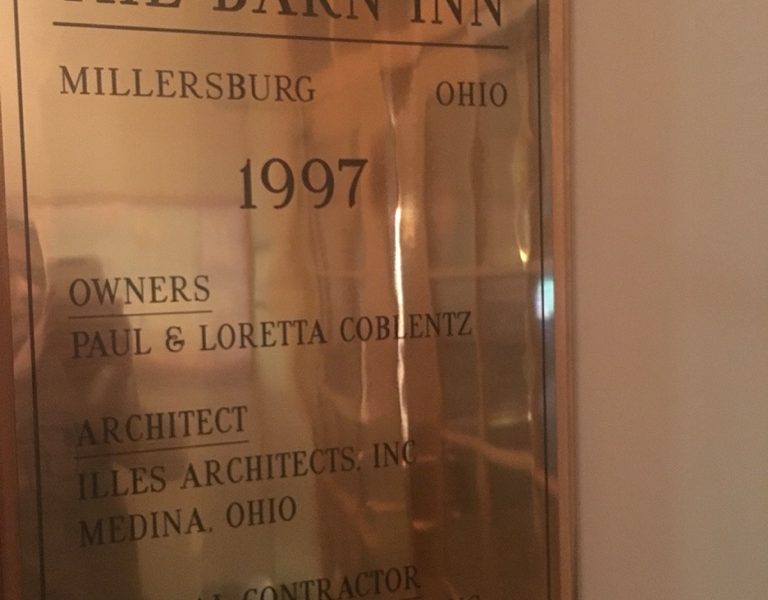 THE BARN INN
MILLERSBURG OHIO
1997
OWNERS
PAUL & LORETTA COBLENTZ
ARCHITECT
ILLES ARCHITECTS, INC
MEDINA, OHIO
CONTRACTOR